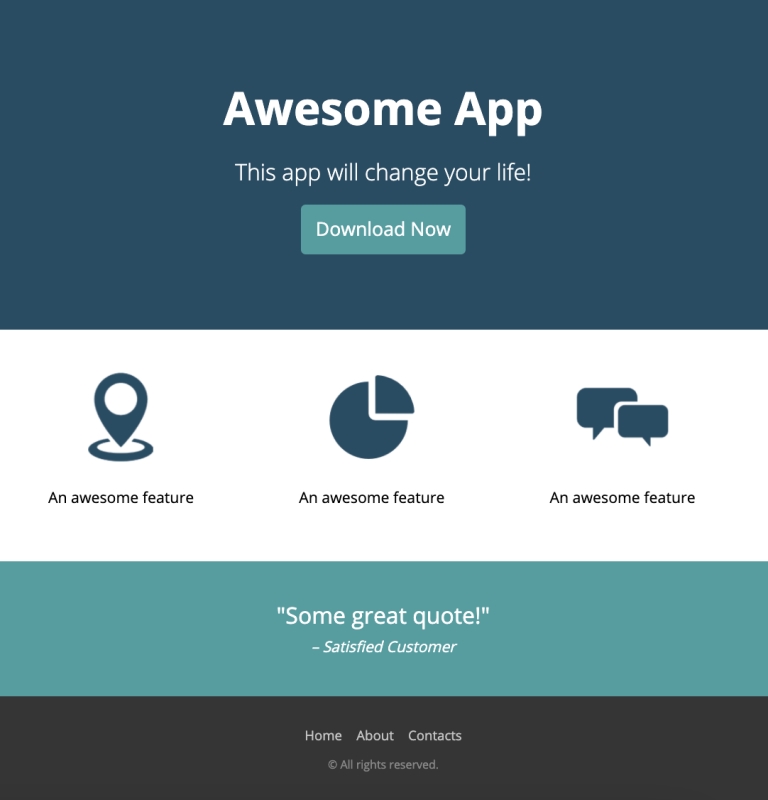 Awesome App
This app will change your life!
Download Now
An awesome feature
An awesome feature
An awesome feature
"Some great quote!"
– Satisfied Customer
Home About Contacts
© All rights reserved.